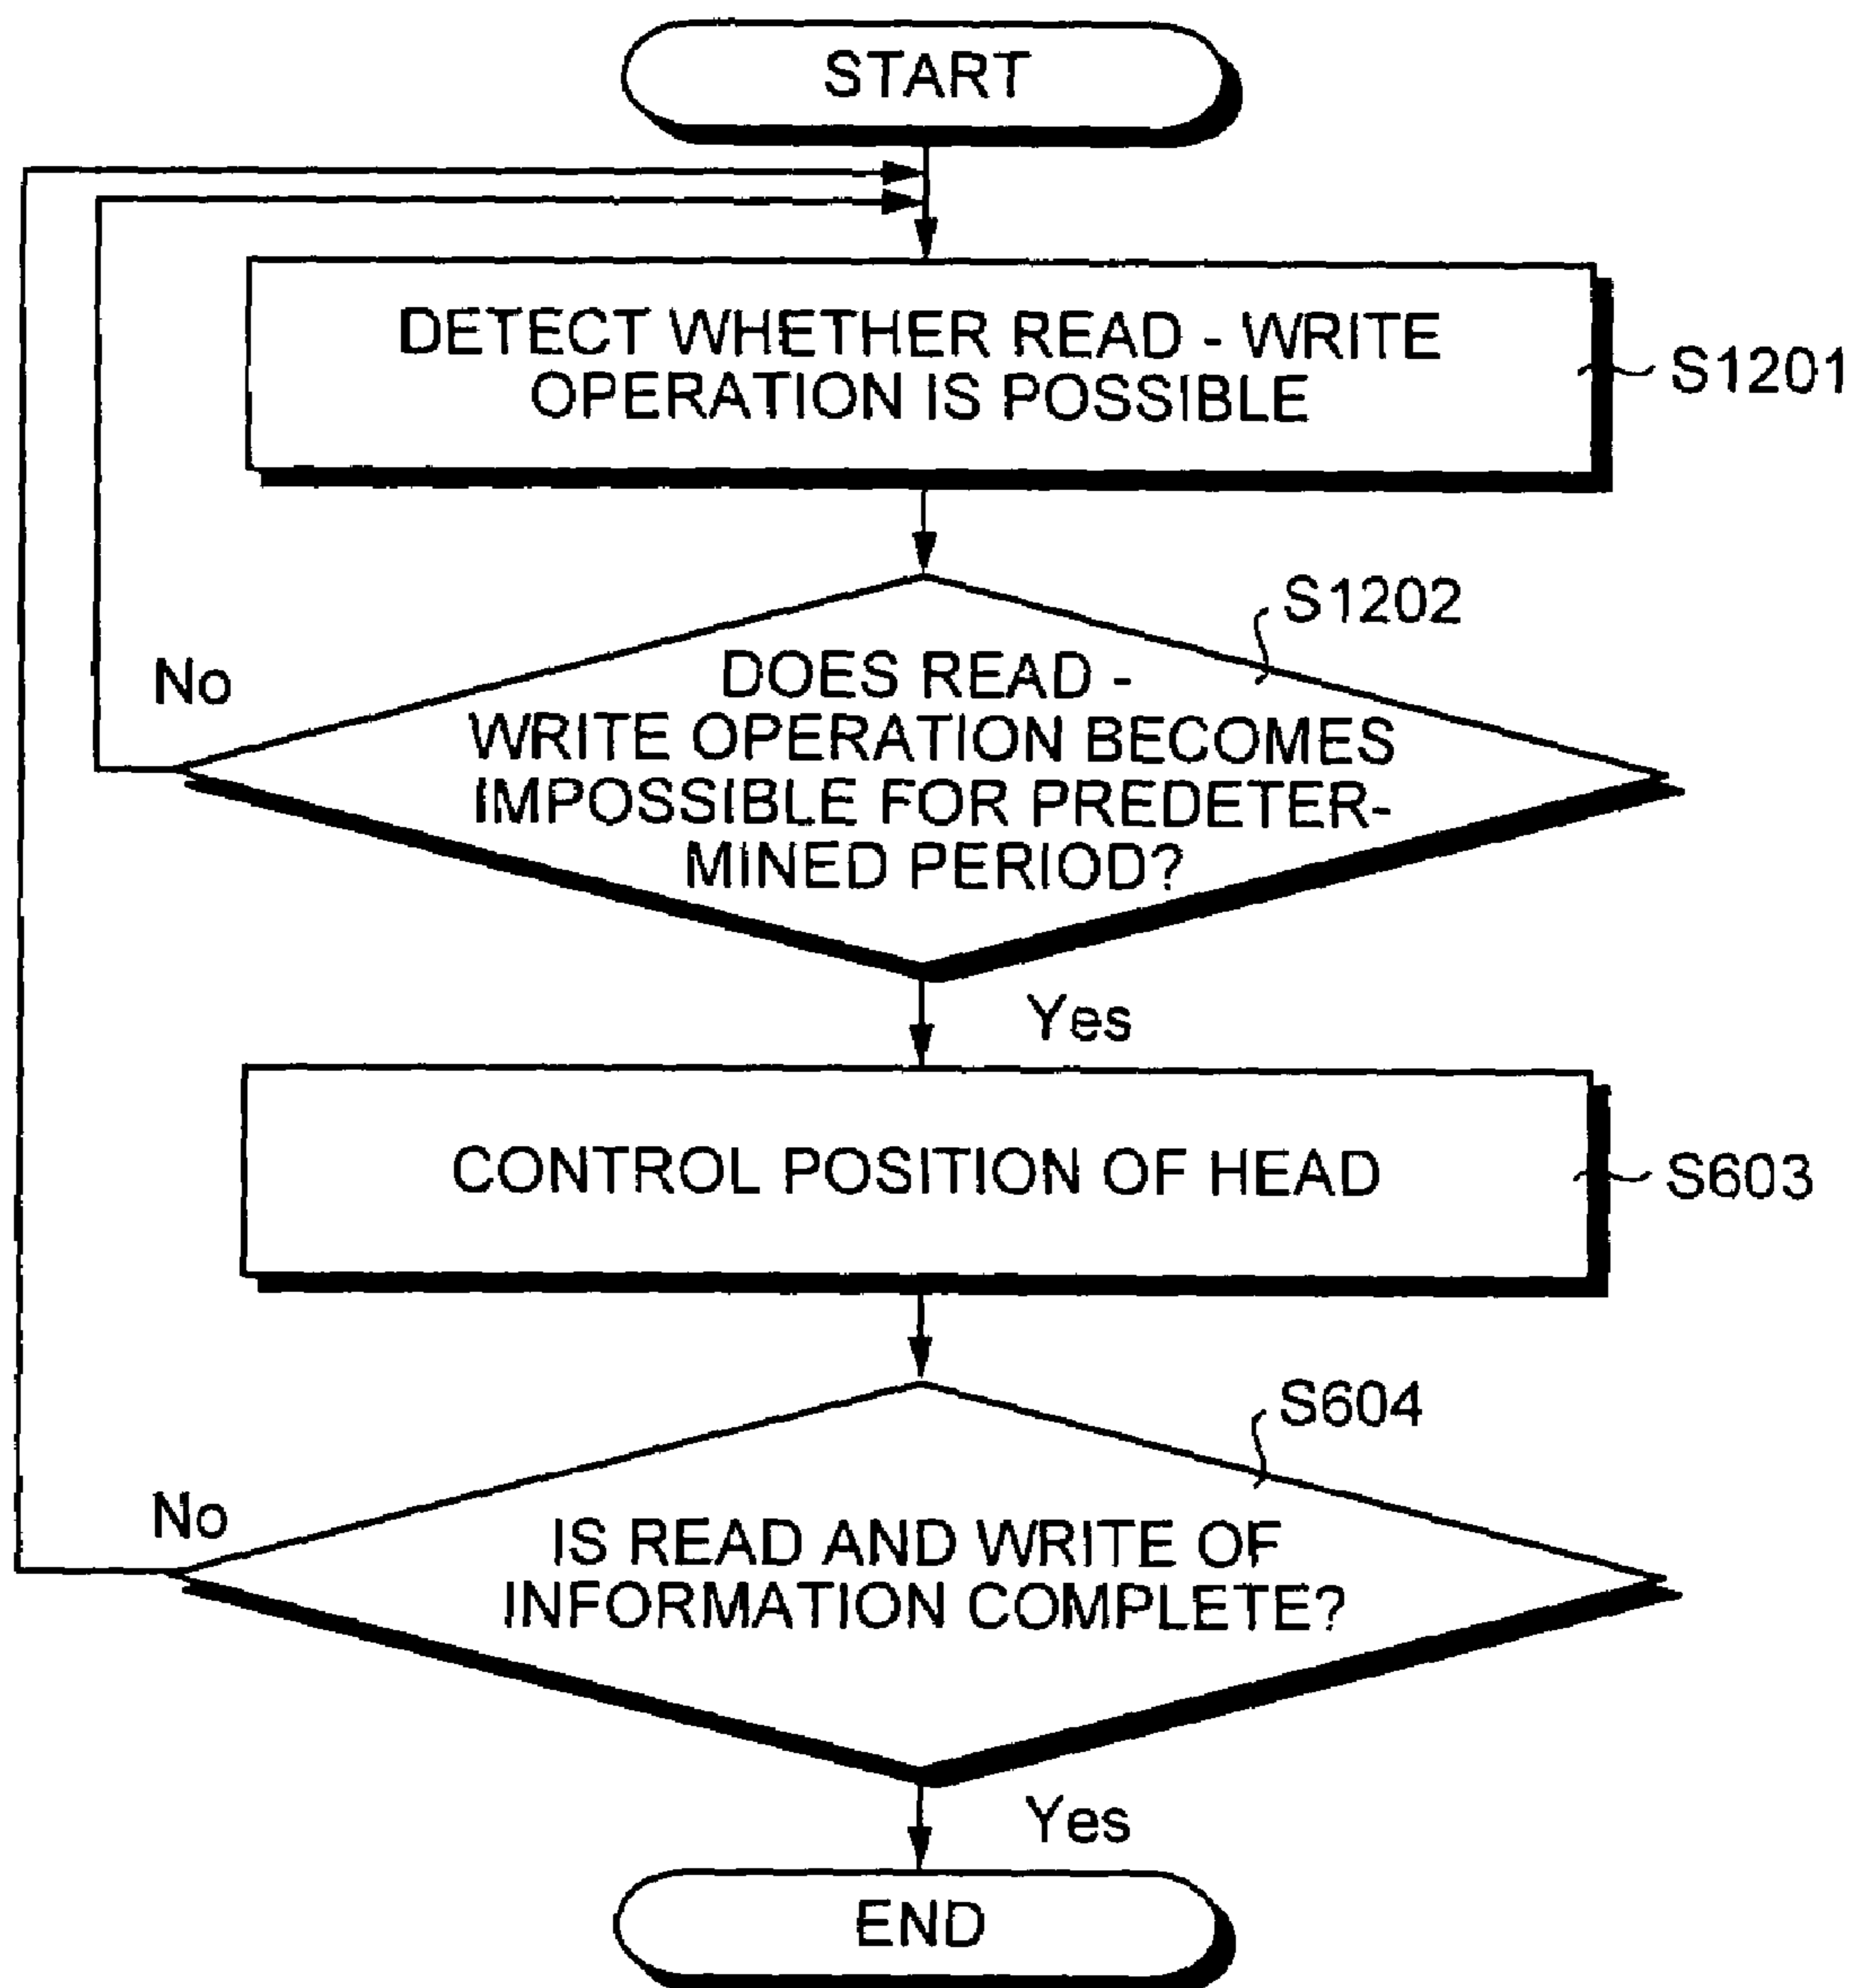 START
DETECT WHETHER READ - WRITE
OPERATION IS POSSIBLE
S1201
S1202
DOES READ -
WRITE OPERATION BECOMES
IMPOSSIBLE FOR PREDETER-
MINED PERIOD?
No
Yes
CONTROL POSITION OF HEAD
S603
S604
IS READ AND WRITE OF
INFORMATION COMPLETE?
No
Yes
END